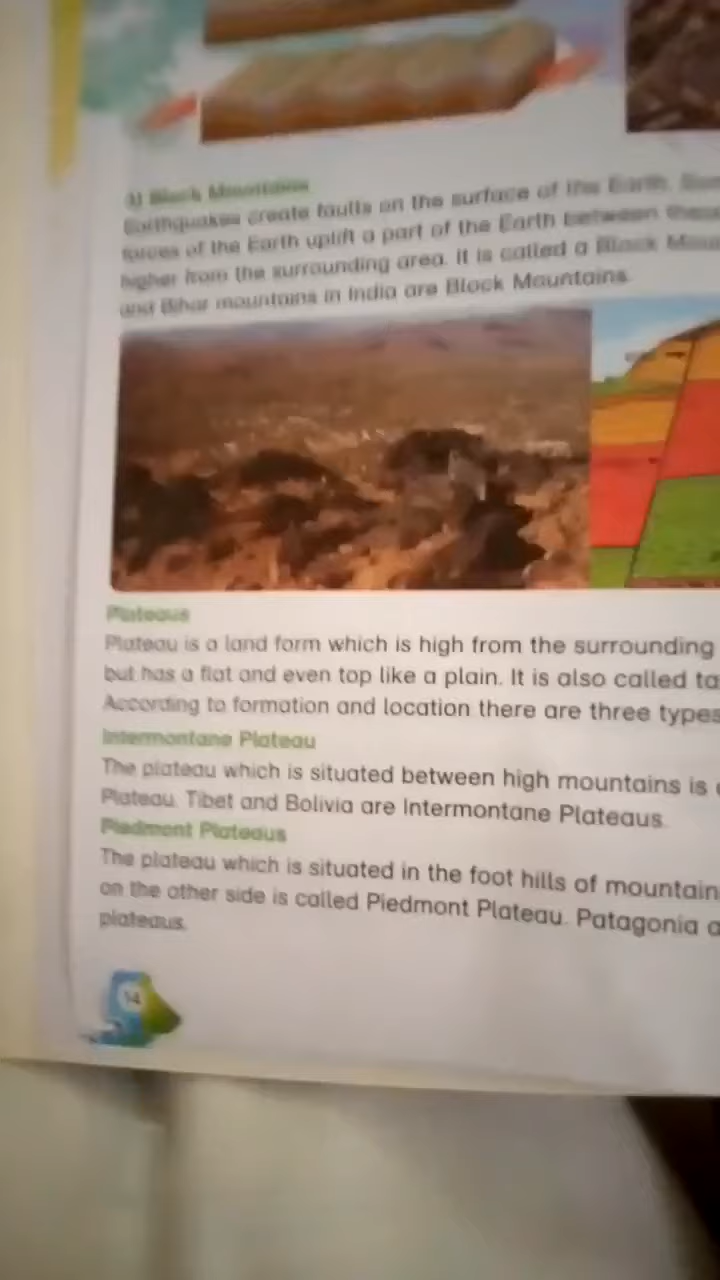 Block Mountains
Earthquakes create faults on the surface of the Earth.
forces of the Earth uplift a part of the Earth between these
higher from the surrounding area. It is called a Block
and Bihar mountains in India are Block Mountains.
Plateaus
Plateau is a land form which is high from the surrounding
but has a flat and even top like a plain. It is also called ta
According to formation and location there are three types
Intermontane Plateau
The plateau which is situated between high mountains is
Plateau. Tibet and Bolivia are Intermontane Plateaus.
Piedmont Plateaus
The plateau which is situated in the foot hills of mountain
on the other side is called Piedmont Plateau. Patagonia a
plateaus.
14